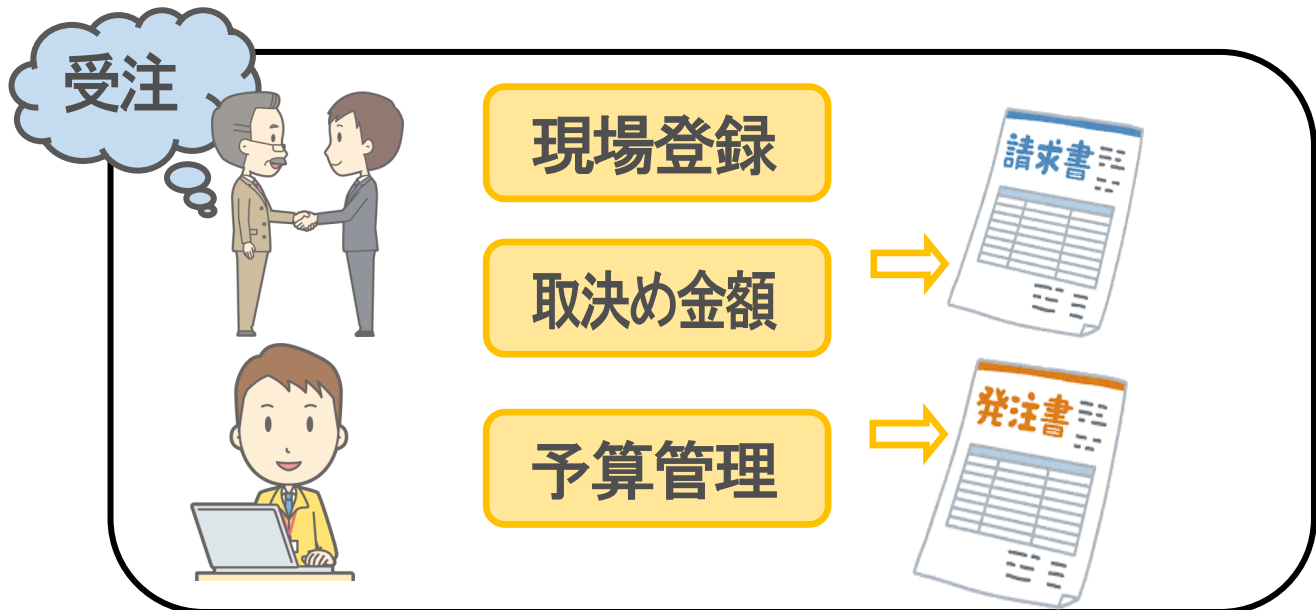 受注
現場登録
取決め金額
予算管理
請求書
発注書